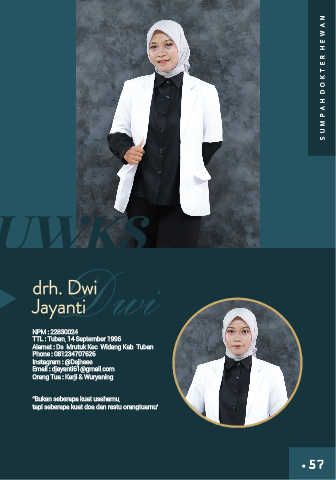 SUMPAH DOKTER HEWAN
UWKS
drh. Dwi
Jayanti
Dwi
NPM : 22830024
TTL : Tuban, 14 September 1996
Alamat : Ds Mrutuk Kec Widang Kab Tuban
Phone : 081234707626
Instagram : @Dejhaee
Email : djayanti61@gmail.com
Orang Tua : Karji & Wuryaning
"Bukan seberapa kuat usahamu,
tapi seberapa kuat doa dan restu orangtuamu"
57